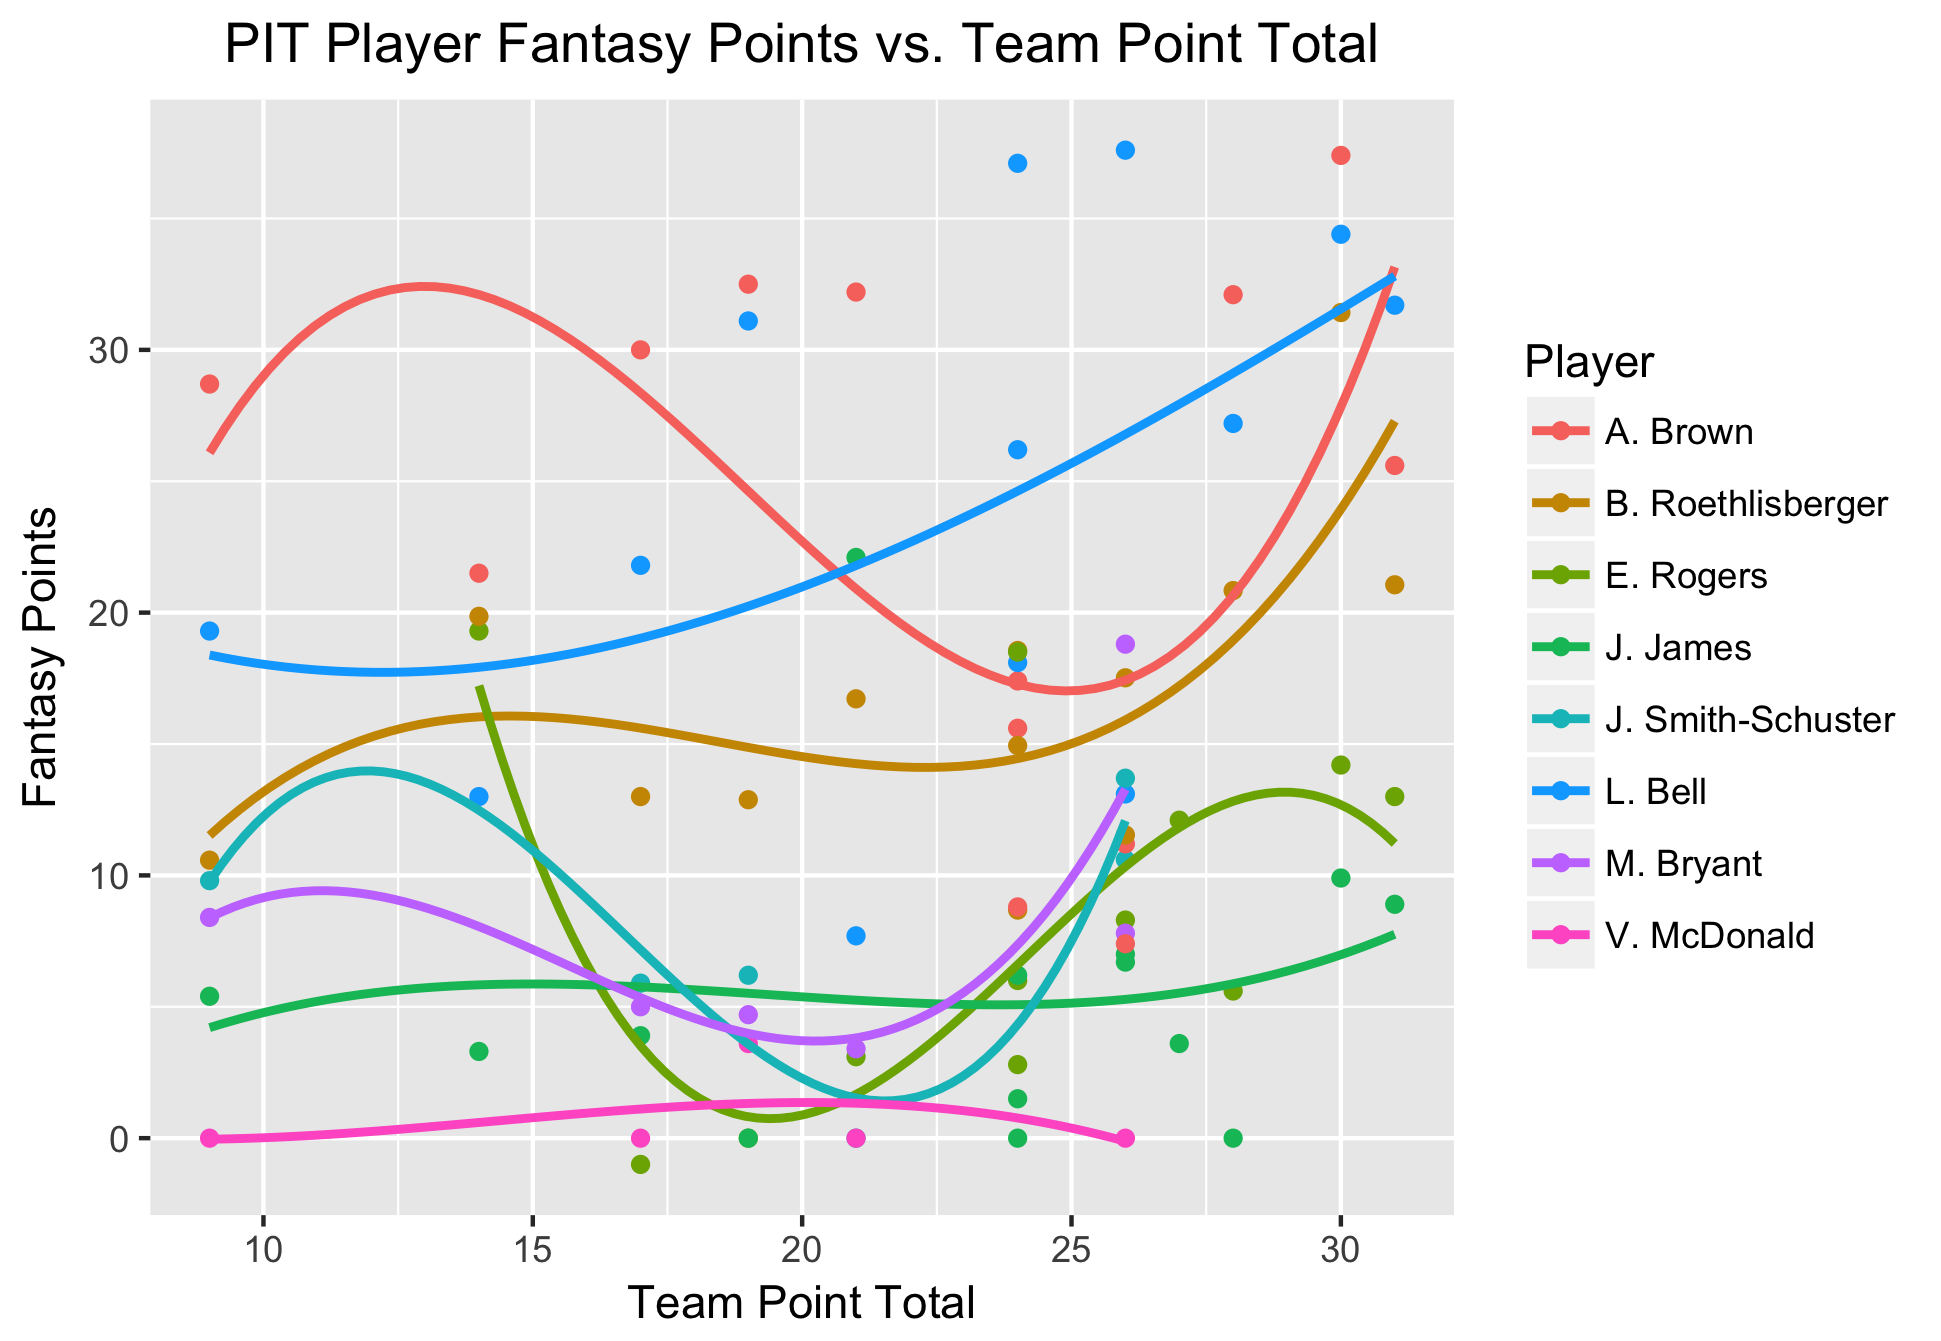 PIT Player Fantasy Points vs. Team Point Total
Fantasy Points
30
20
10
0
10 15 20 25 30
Team Point Total
Player
A. Brown
B. Roethlisberger
E. Rogers
J. James
J. Smith-Schuster
L. Bell
M. Bryant
V. McDonald